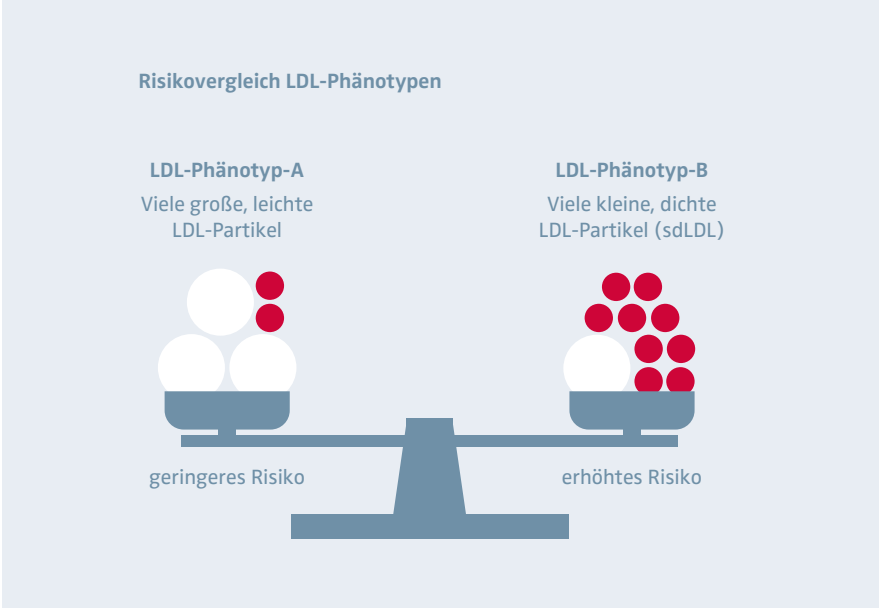 Risikovergleich LDL-Phänotypen
LDL-Phänotyp-A
Viele große, leichte
LDL-Partikel
LDL-Phänotyp-B
Viele kleine, dichte
LDL-Partikel (sdLDL)
geringeres Risiko
erhöhtes Risiko